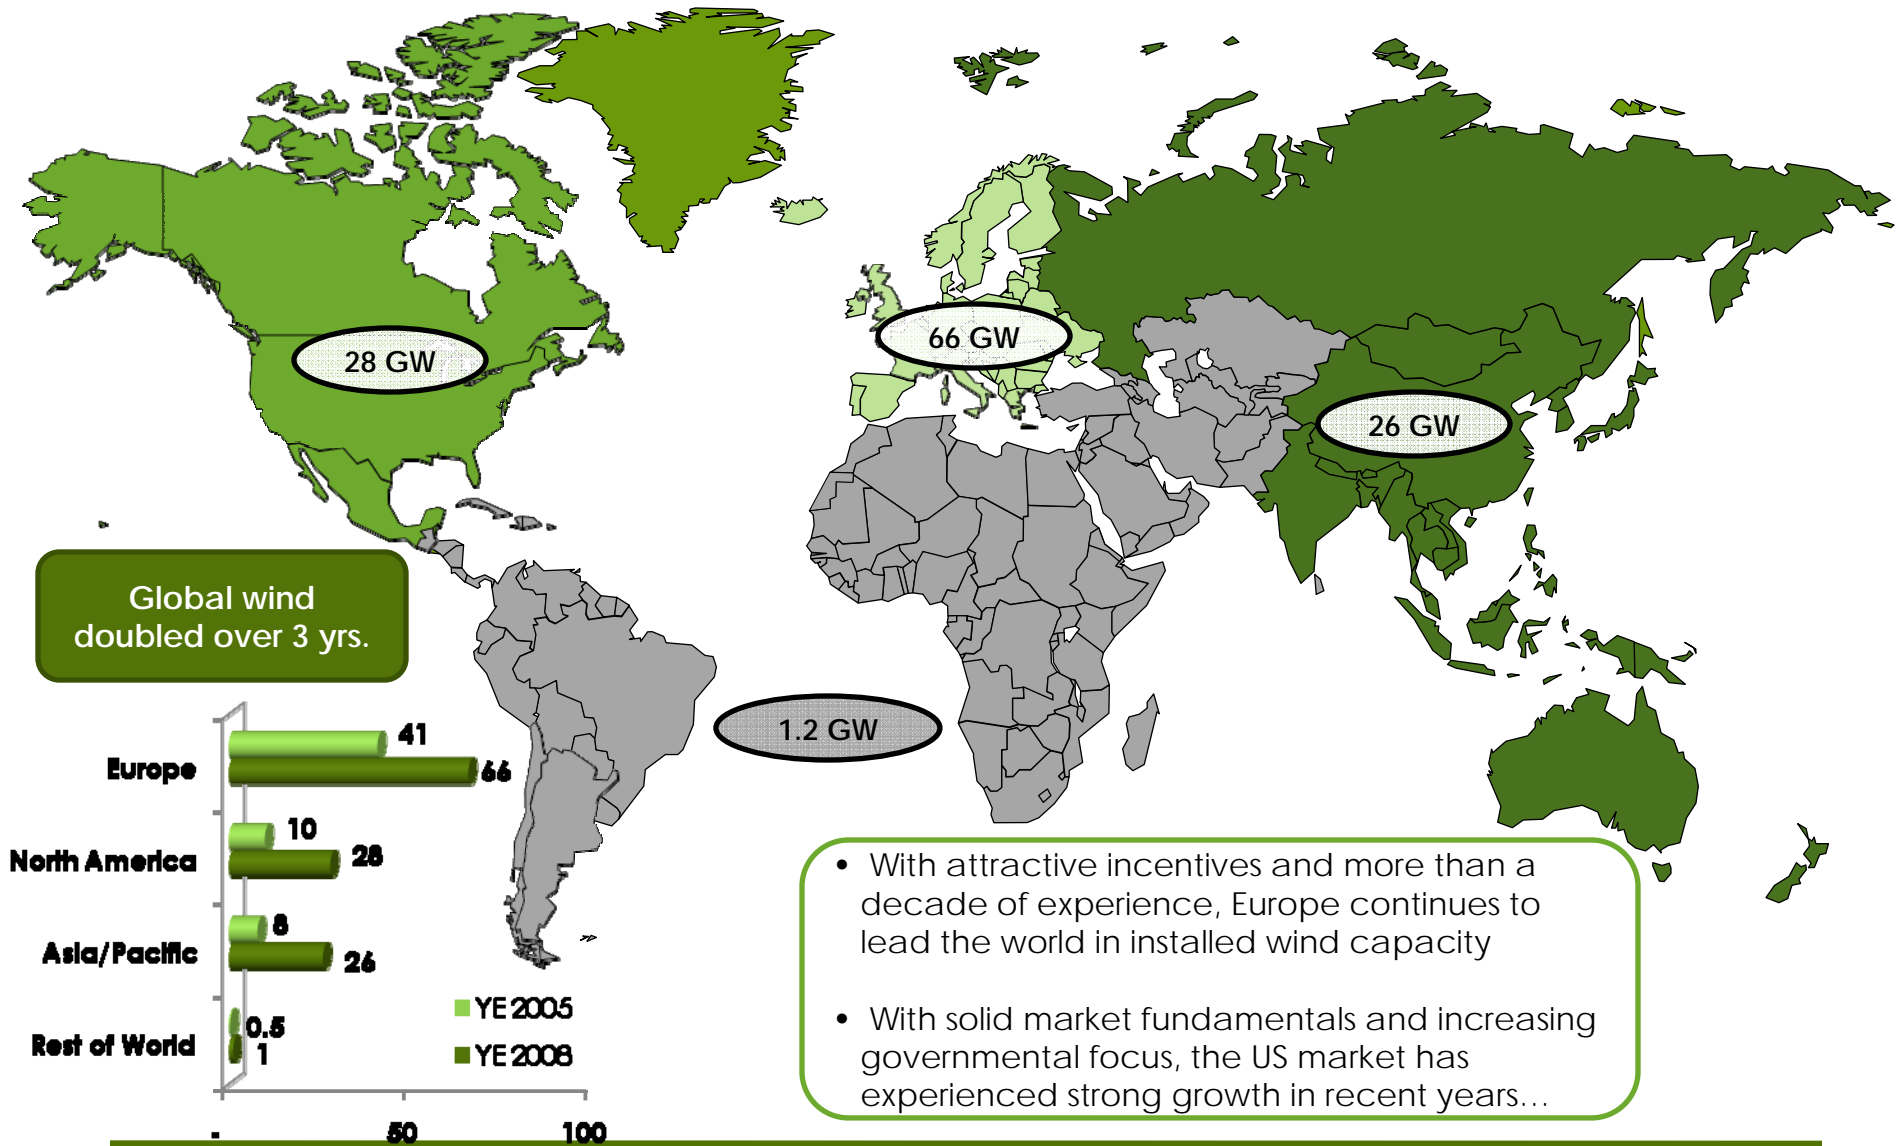 28 GW
66 GW
26 GW
1.2 GW
Global wind
doubled over 3 yrs.
Europe
41
66
North America
10
28
Asia/Pacific
8
26
Rest of World
0.5
1
YE 2005
YE 2008
-
50
100
• With attractive incentives and more than a
decade of experience, Europe continues to
lead the world in installed wind capacity
• With solid market fundamentals and increasing
governmental focus, the US market has
experienced strong growth in recent years…